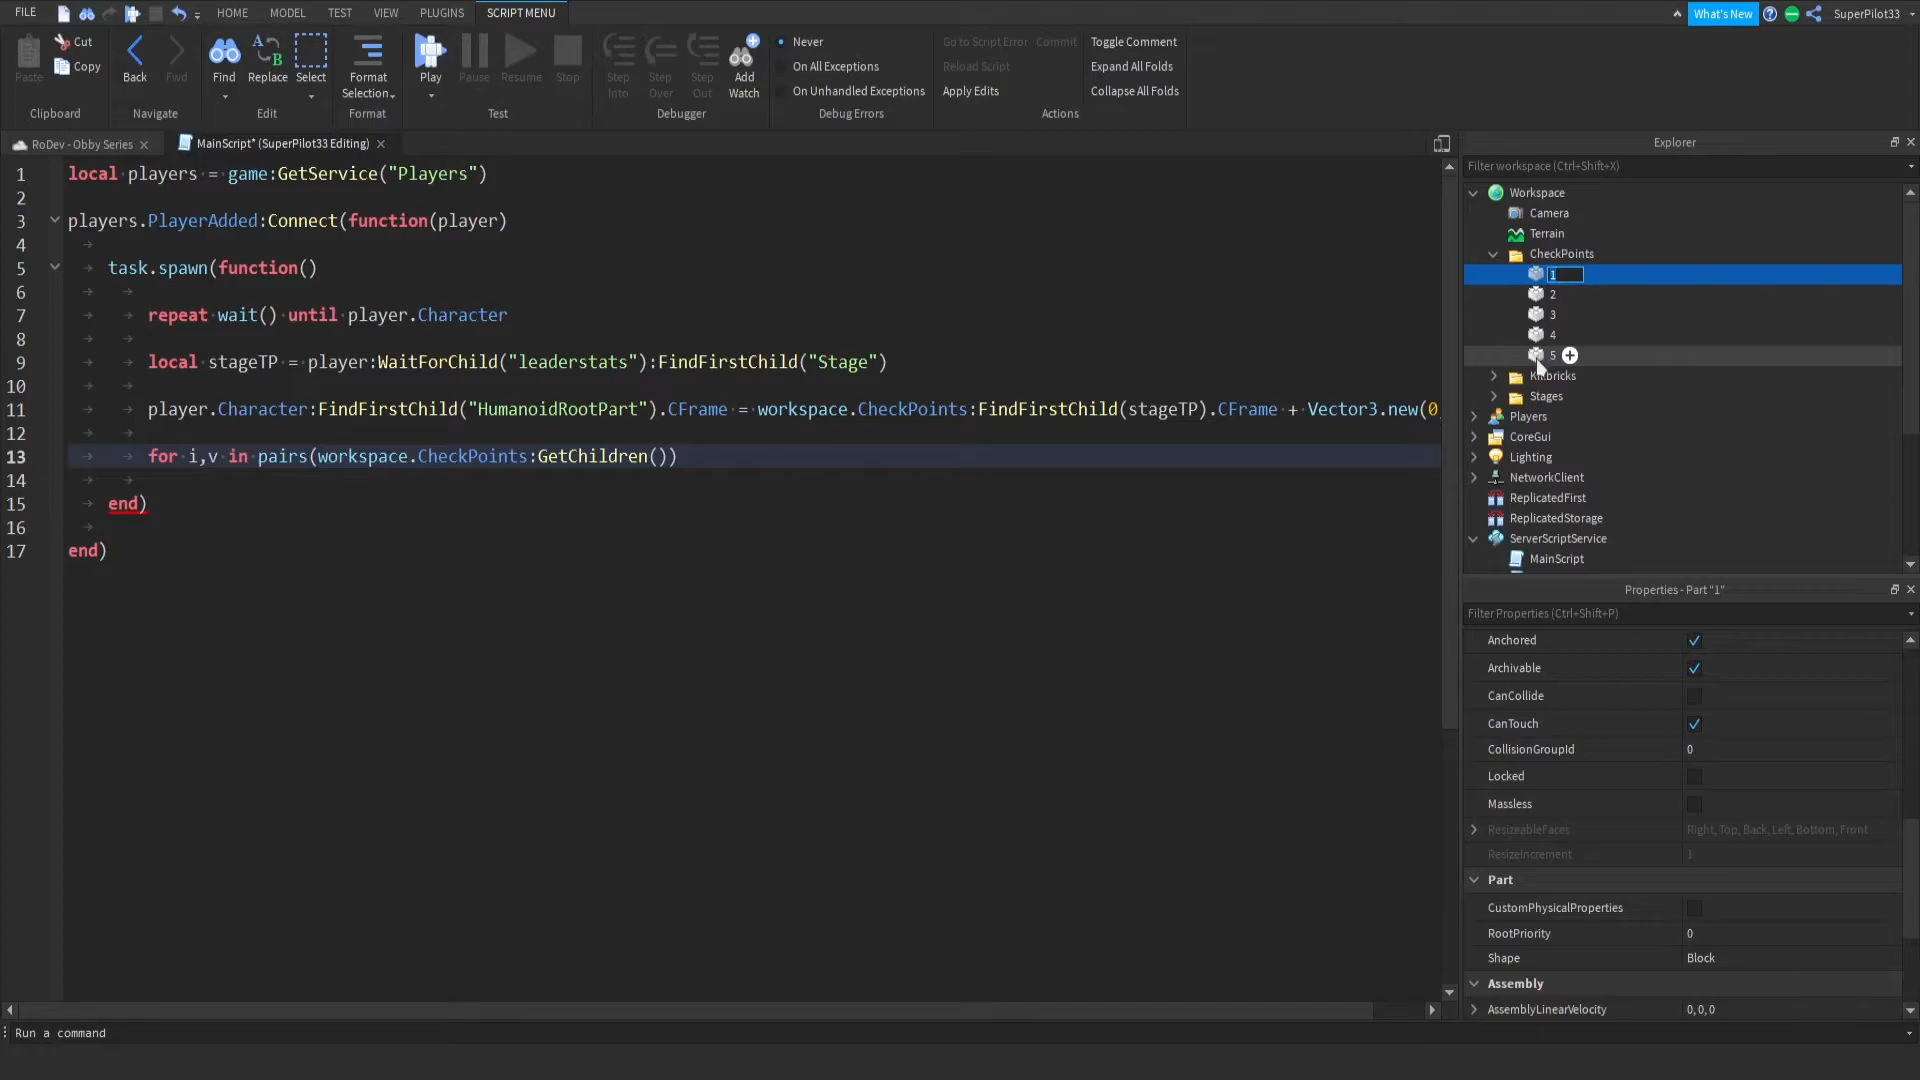 FILE HOME MODEL TEST VIEW PLUGINS SCRIPT MENU What's New SuperPilot33
Paste Cut Copy Back Fwd Find Replace Select Format Selection Play Pause Resume Stop Step Into Step Over Step Out Add Watch
Never
On All Exceptions
On Unhandled Exceptions
Go to Script Error Commit
Reload Script
Apply Edits
Toggle Comment
Expand All Folds
Collapse All Folds
Clipboard Navigate Edit Format Test Debugger Debug Errors Actions
RoDev - Obby Series MainScript* (SuperPilot33 Editing)
1 local players = game:GetService("Players")
2
3 players.PlayerAdded:Connect(function(player)
4
5 task.spawn(function()
6
7 repeat wait() until player.Character
8
9 local stageTP = player:WaitForChild("leaderstats"):FindFirstChild("Stage")
10
11 player.Character:FindFirstChild("HumanoidRootPart").CFrame = workspace.CheckPoints:FindFirstChild(stageTP).CFrame + Vector3.new(0,
12
13 for i,v in pairs(workspace.CheckPoints:GetChildren())
14
15 end)
16
17 end)
Explorer
Filter workspace (Ctrl+Shift+X)
Workspace
Camera
Terrain
CheckPoints
1
2
3
4
5
Stages
Players
CoreGui
Lighting
NetworkClient
ReplicatedFirst
ReplicatedStorage
ServerScriptService
MainScript
Properties - Part "1"
Filter Properties (Ctrl+Shift+P)
Anchored
Archivable
CanCollide
CanTouch
CollisionGroupId 0
Locked
Massless
ResizeableFaces Right, Top, Back, Left, Bottom, Front
ResizeIncrement 1
Part
CustomPhysicalProperties
RootPriority 0
Shape Block
Assembly
AssemblyLinearVelocity 0, 0, 0
Run a command